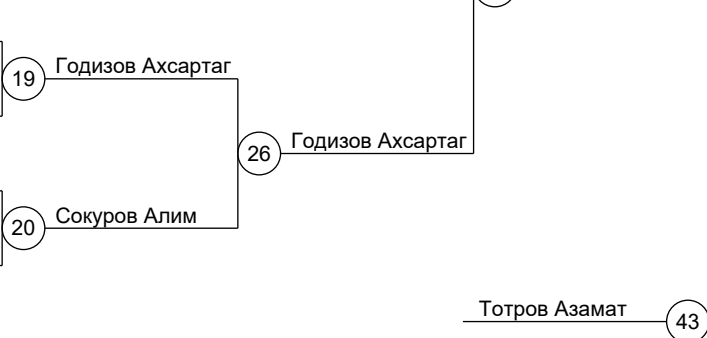 19 Годизов Ахсартаг
26 Годизов Ахсартаг
20 Сокуров Алим
Тотров Азамат 43